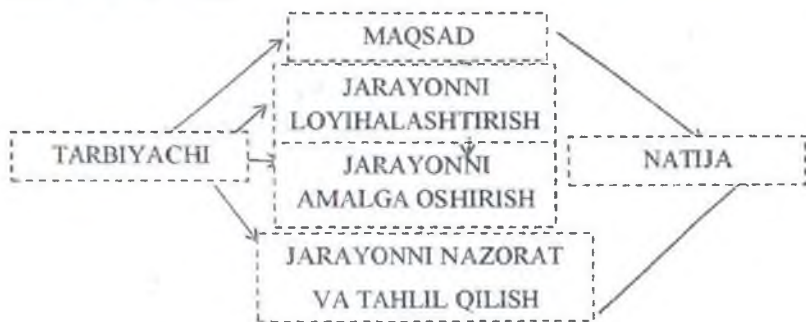 MAQSAD
JARAYONNI
LOYIHALASHTIRISH
TARBIYACHI
JARAYONNI
AMALGA OSHIRISH
NATIJA
JARAYONNI NAZORAT
VA TAHLIL QILISH